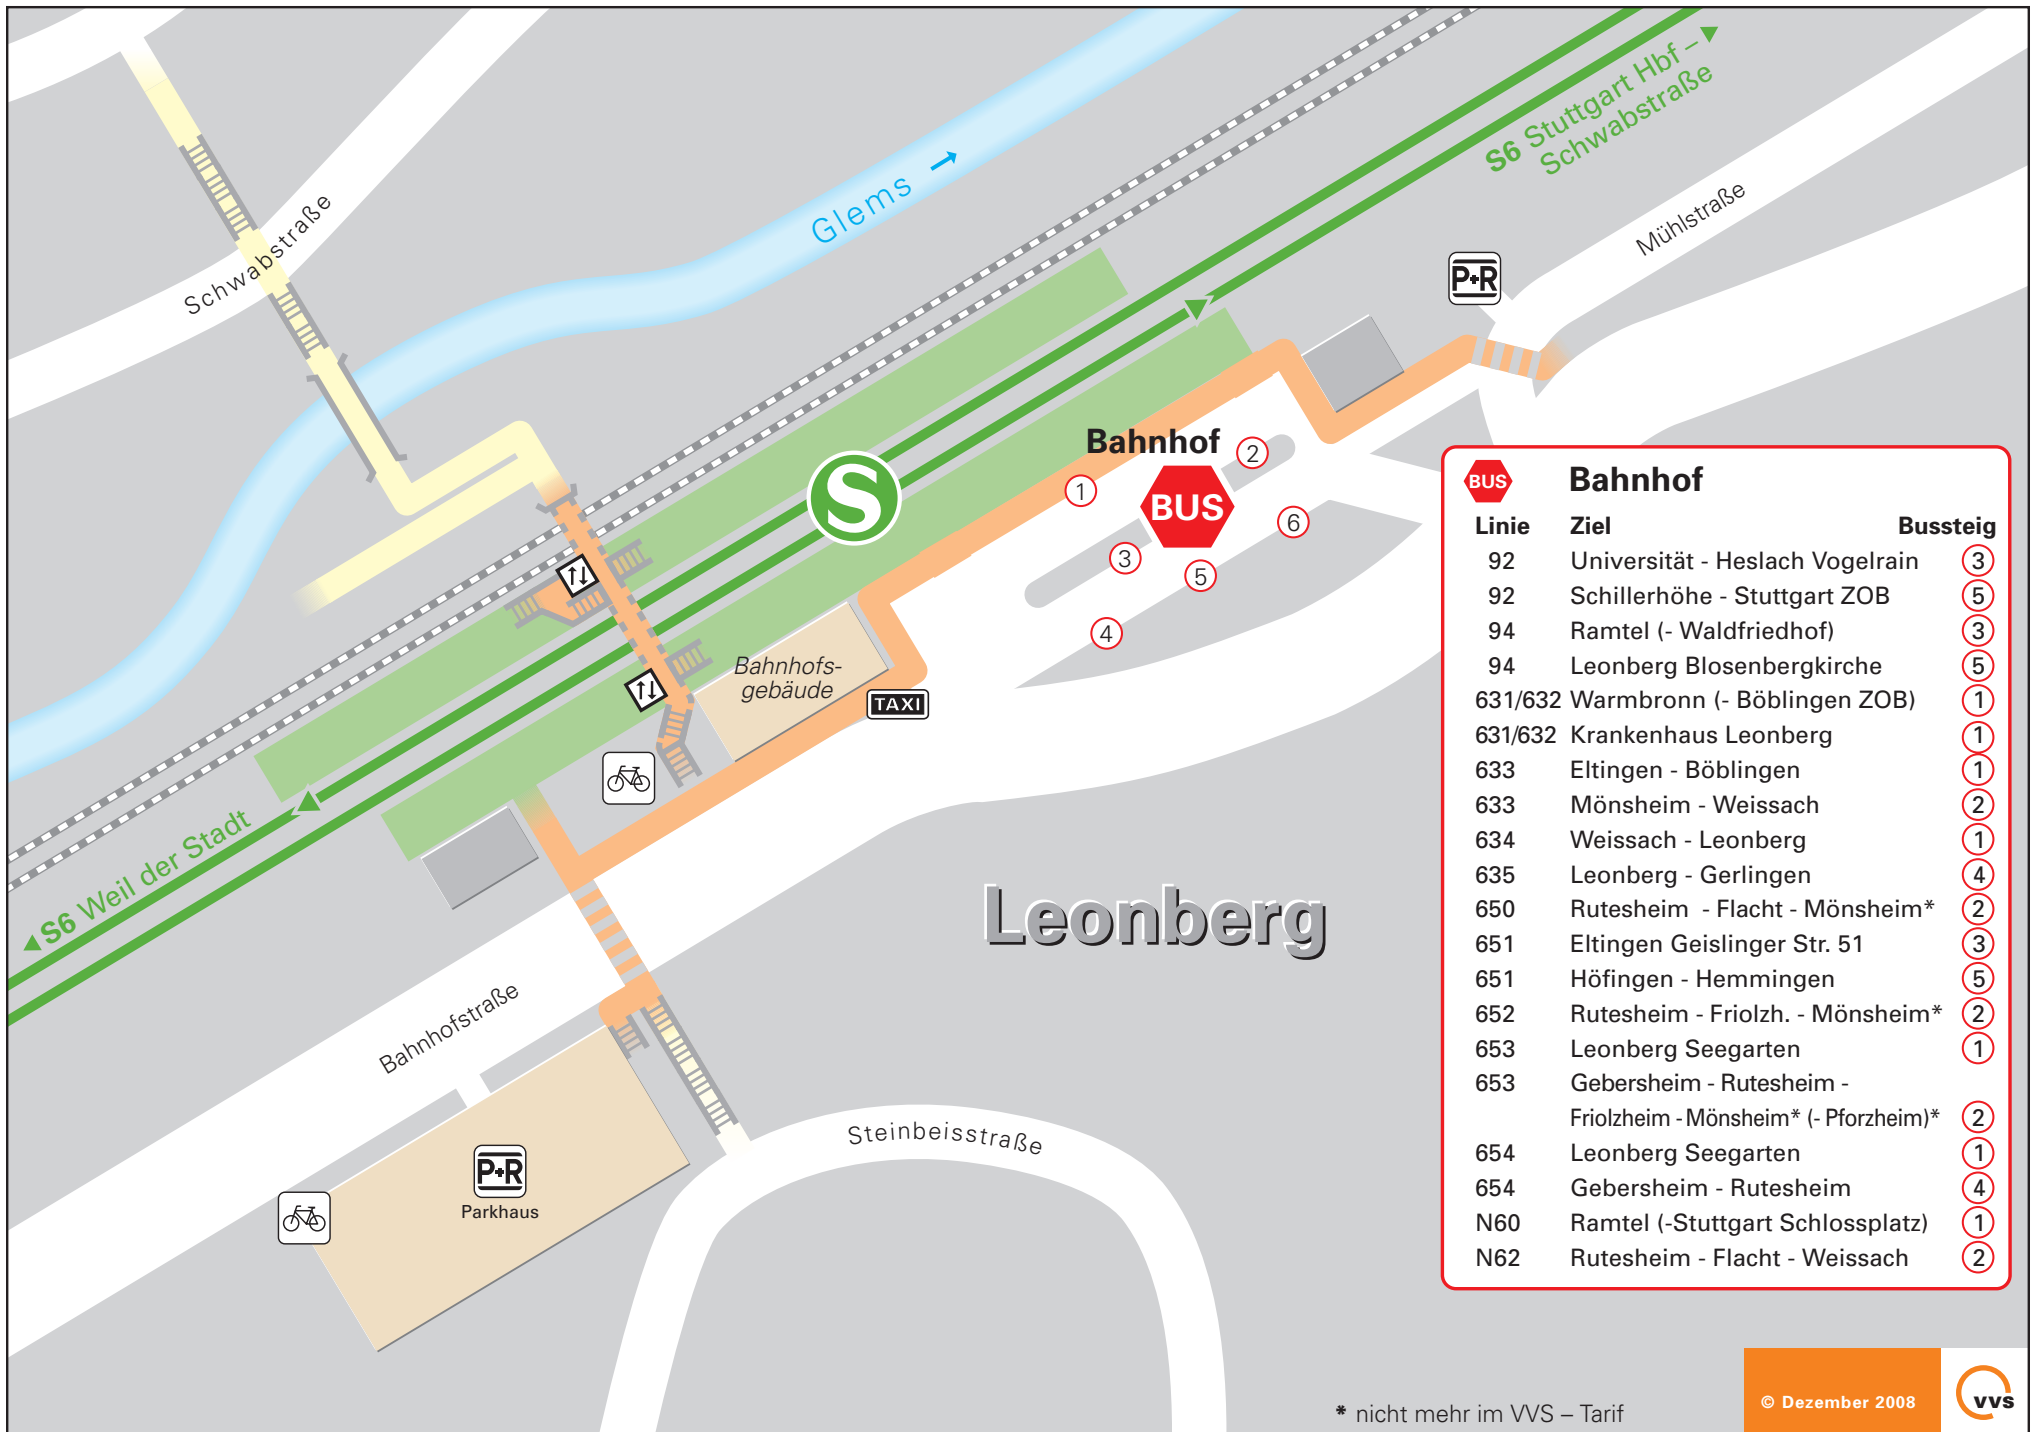 S6 Stuttgart Hbf –
Schwabstraße
Glems
Mühlstraße
Schwabstraße
P+R
Bahnhof
BUS
S
1
2
3
4
5
6
Bahnhofs-
gebäude
TAXI
S6 Weil der Stadt
Leonberg
Bahnhofstraße
Steinbeisstraße
P+R
Parkhaus
BUS Bahnhof
Linie Ziel Bussteig
92 Universität - Heslach Vogelrain 3
92 Schillerhöhe - Stuttgart ZOB 5
94 Ramtel (- Waldfriedhof) 3
94 Leonberg Blosenbergkirche 5
631/632 Warmbronn (- Böblingen ZOB) 1
631/632 Krankenhaus Leonberg 1
633 Eltingen - Böblingen 1
633 Mönsheim - Weissach 2
634 Weissach - Leonberg 1
635 Leonberg - Gerlingen 4
650 Rutesheim - Flacht - Mönsheim* 2
651 Eltingen Geislinger Str. 51 3
651 Höfingen - Hemmingen 5
652 Rutesheim - Friolzh. - Mönsheim* 2
653 Leonberg Seegarten 1
653 Gebersheim - Rutesheim -
Friolzheim - Mönsheim* (- Pforzheim)* 2
654 Leonberg Seegarten 1
654 Gebersheim - Rutesheim 4
N60 Ramtel (-Stuttgart Schlossplatz) 1
N62 Rutesheim - Flacht - Weissach 2
* nicht mehr im VVS – Tarif
© Dezember 2008
vvs